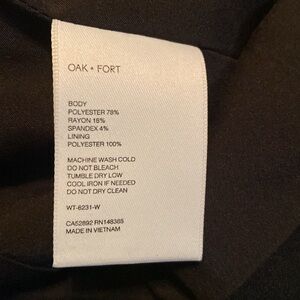 OAK + FORT
BODY
POLYESTER 78%
RAYON 18%
SPANDEX 4%
LINING
POLYESTER 100%
MACHINE WASH COLD
DO NOT BLEACH
TUMBLE DRY LOW
COOL IRON IF NEEDED
DO NOT DRY CLEAN
WT-6231-W
CA52892 RN148365
MADE IN VIETNAM